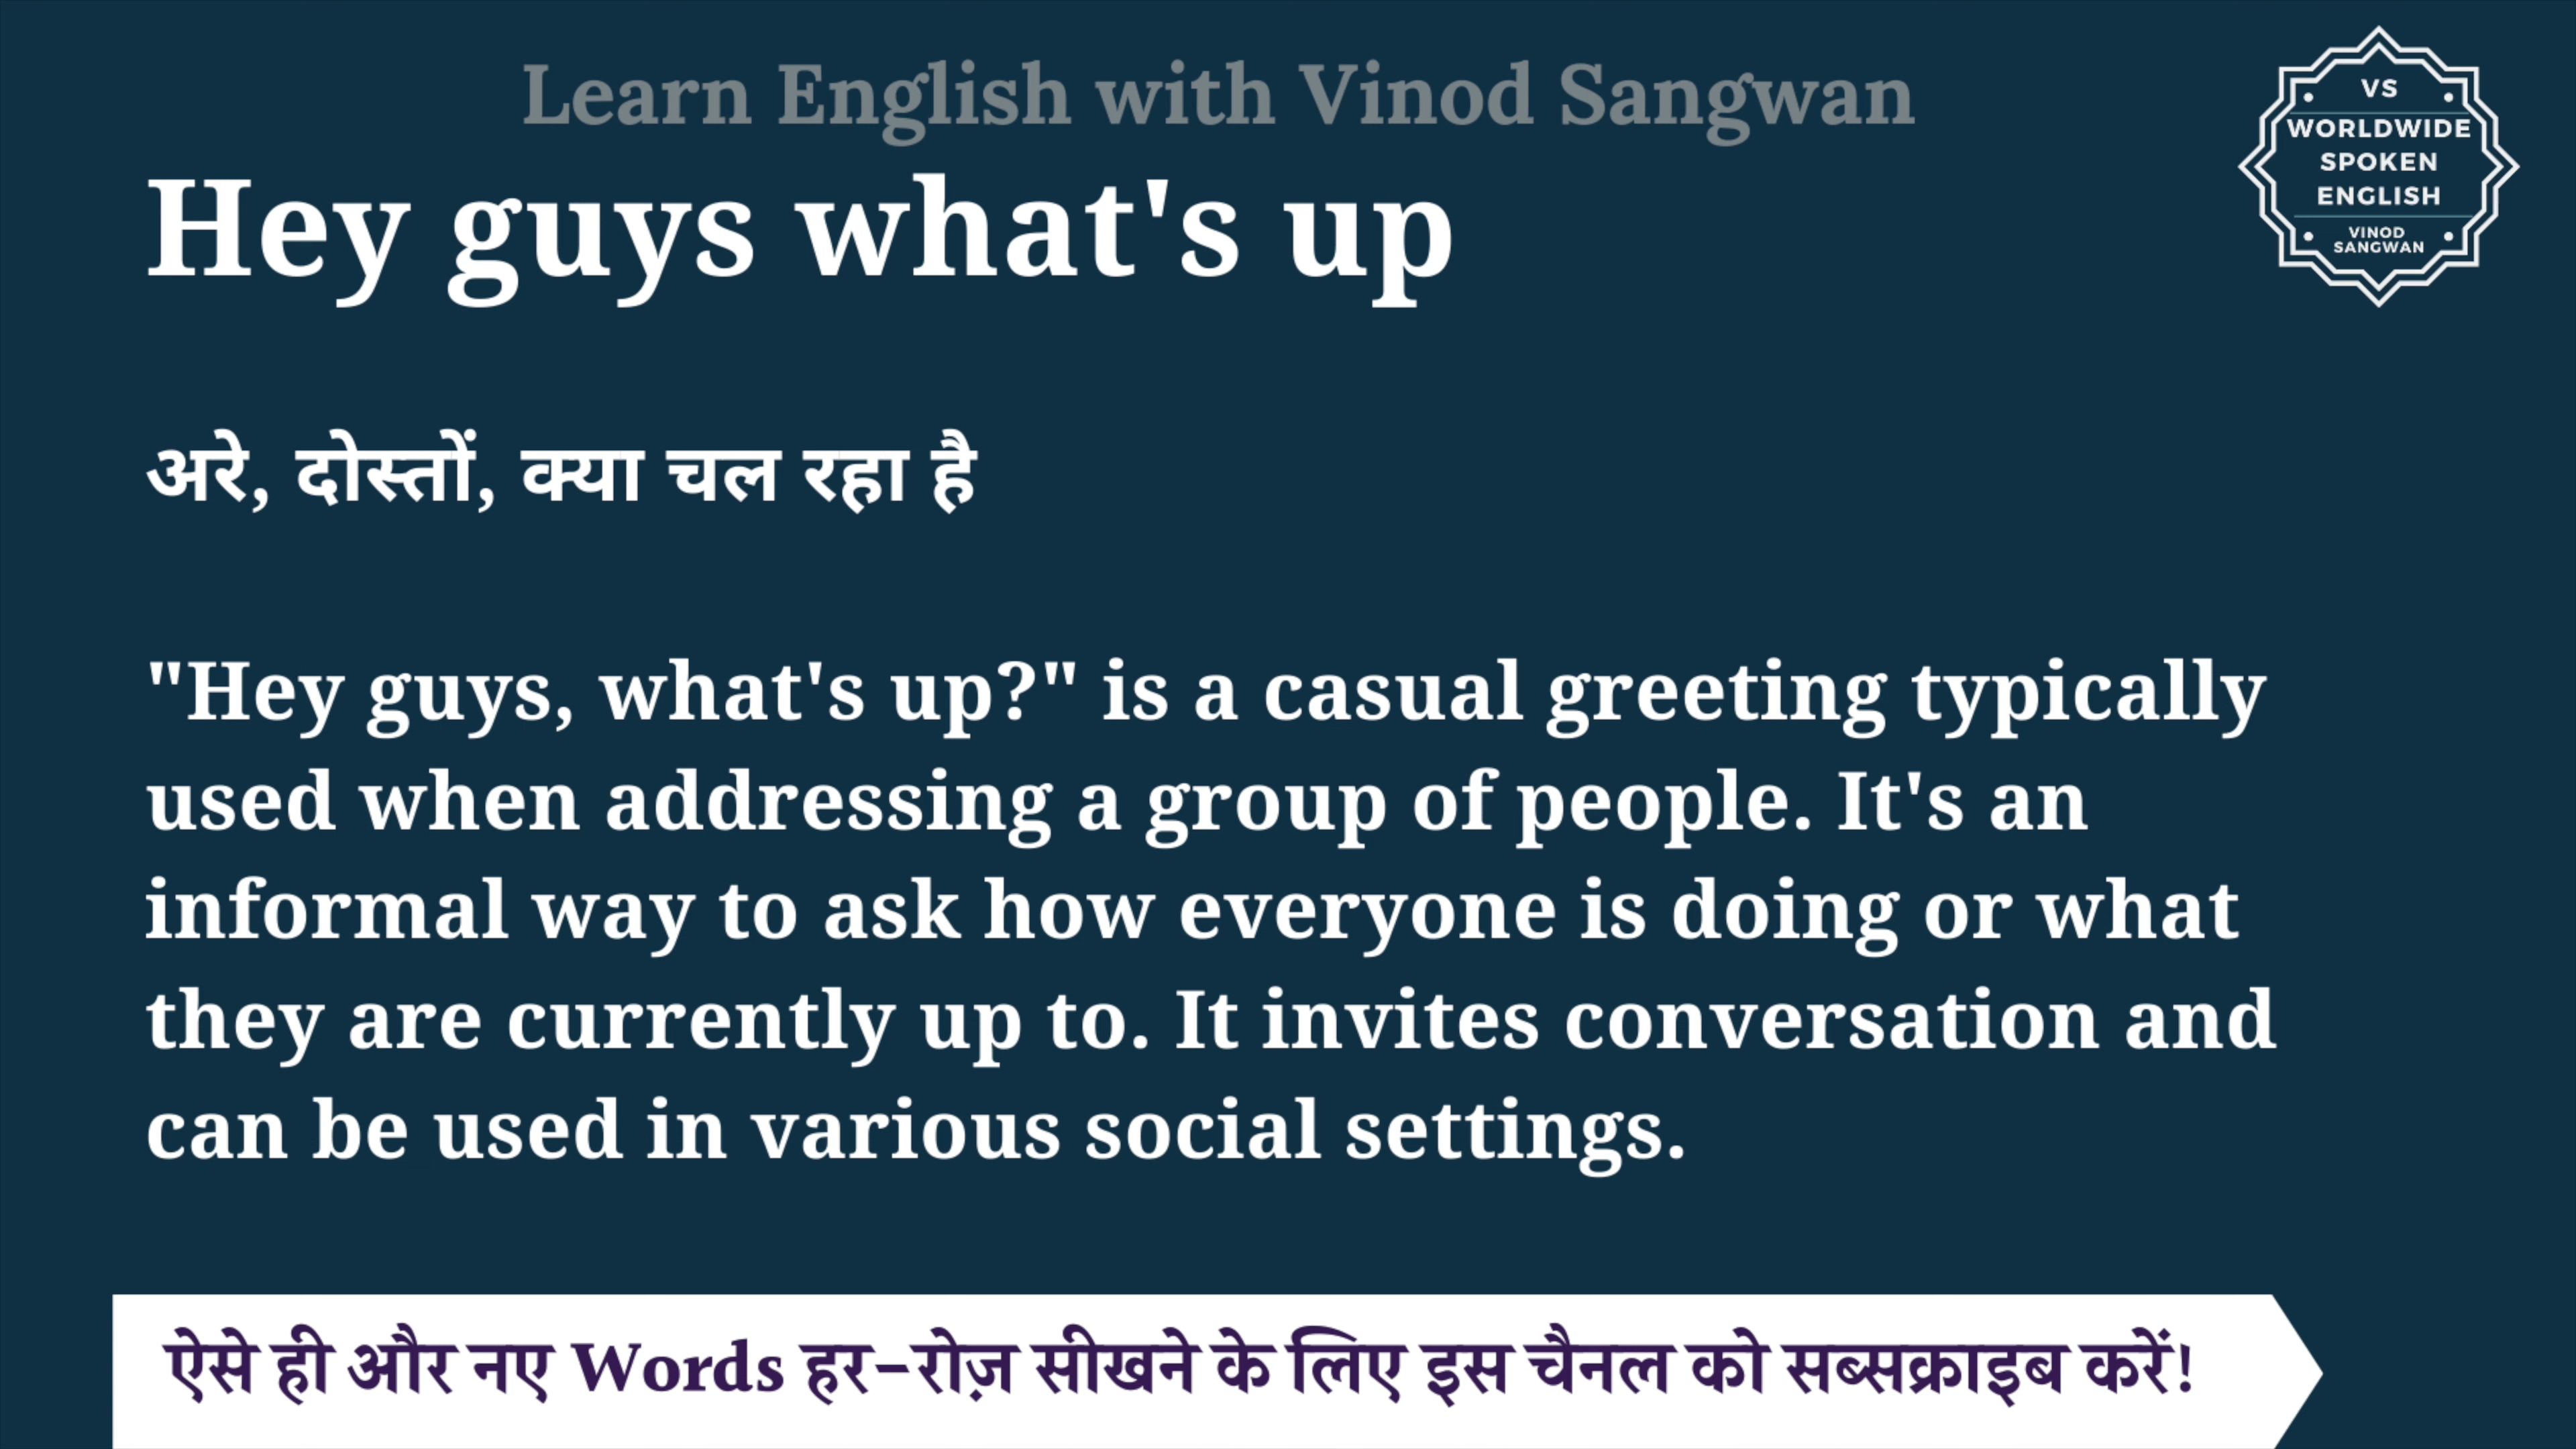 Learn English with Vinod Sangwan
VS
WORLDWIDE
SPOKEN
ENGLISH
VINOD
SANGWAN
Hey guys what's up
अरे, दोस्तों, क्या चल रहा है
"Hey guys, what's up?" is a casual greeting typically
used when addressing a group of people. It's an
informal way to ask how everyone is doing or what
they are currently up to. It invites conversation and
can be used in various social settings.
ऐसे ही और नए Words हर-रोज़ सीखने के लिए इस चैनल को सब्सक्राइब करें!